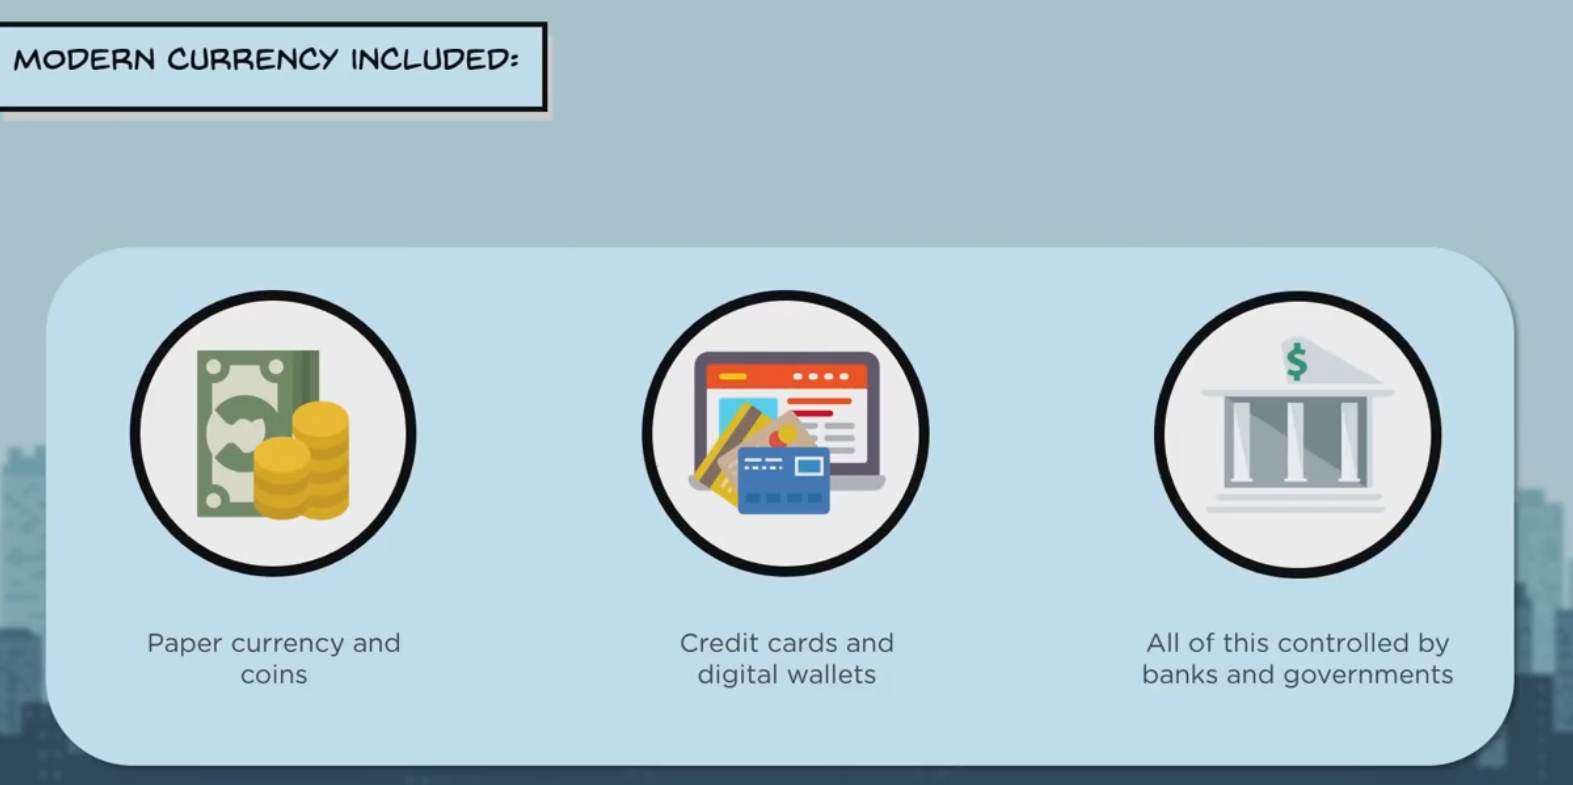 MODERN CURRENCY INCLUDED:
$
Paper currency and
coins
Credit cards and
digital wallets
All of this controlled by
banks and governments